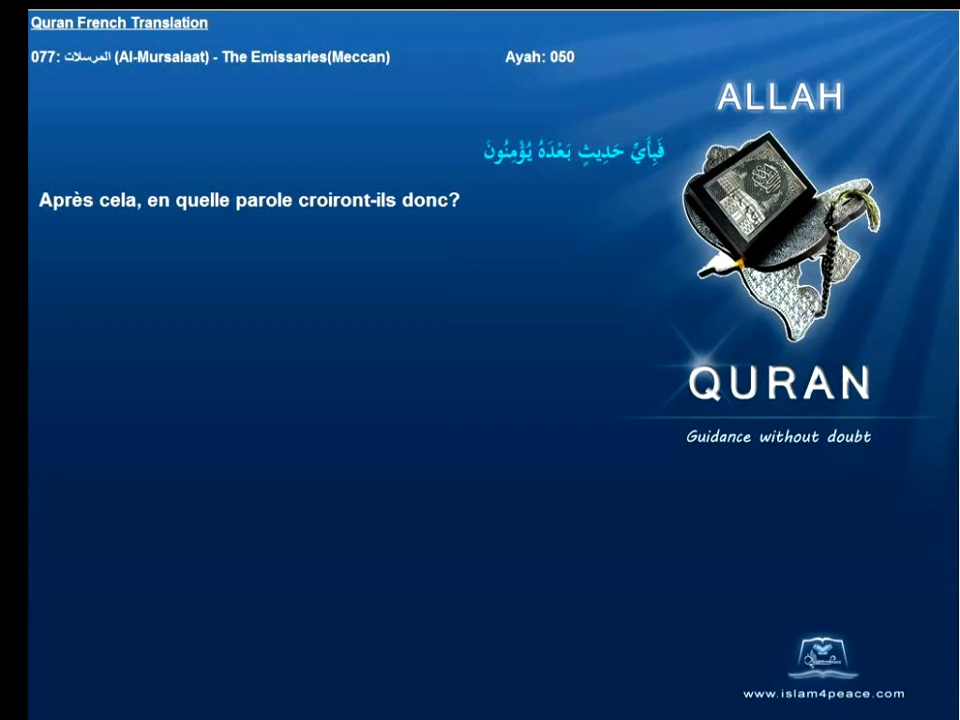 Quran French Translation
077: المرسلات (Al-Mursalaat) - The Emissaries(Meccan) Ayah: 050
ALLAH
فَبِأَيِّ حَدِيثٍ بَعْدَهُ يُؤْمِنُونَ
Après cela, en quelle parole croiront-ils donc?
QURAN
Guidance without doubt
www.islam4peace.com